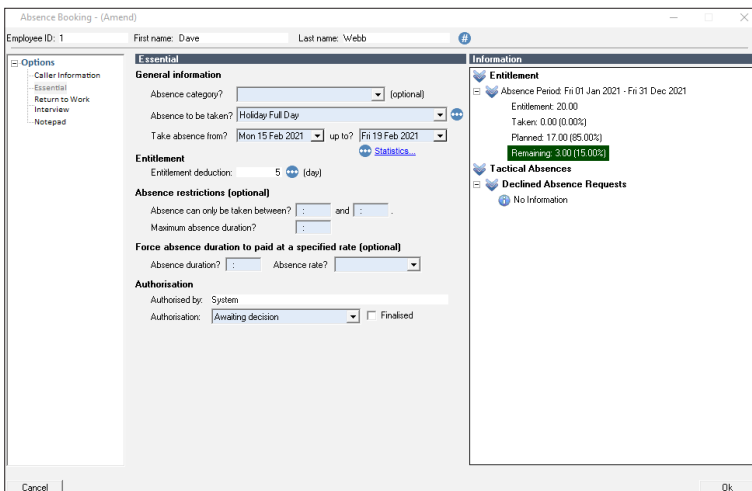 Absence Booking - (Amend)
Employee ID: 1 First name: Dave Last name: Webb #
Options
Caller Information
Essential
Return to Work
Interview
Notepad
Essential
General information
Absence category? (optional)
Absence to be taken? Holiday Full Day
Take absence from? Mon 15 Feb 2021 up to? Fri 19 Feb 2021
Statistics...
Entitlement
Entitlement deduction: 5 (day)
Absence restrictions (optional)
Absence can only be taken between? : and : .
Maximum absence duration? :
Force absence duration to paid at a specified rate (optional)
Absence duration? : Absence rate?
Authorisation
Authorised by: System
Authorisation: Awaiting decision Finalised
Information
Entitlement
Absence Period: Fri 01 Jan 2021 - Fri 31 Dec 2021
Entitlement: 20.00
Taken: 0.00 (0.00%)
Planned: 17.00 (85.00%)
Remaining: 3.00 (15.00%)
Tactical Absences
Declined Absence Requests
No Information
Cancel Ok